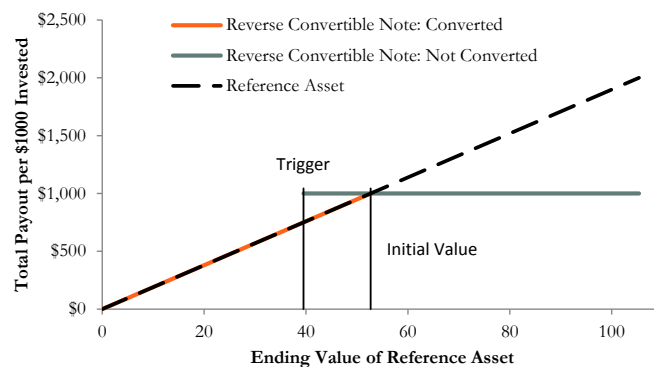 $2,500
Reverse Convertible Note: Converted
Reverse Convertible Note: Not Converted
Reference Asset
$2,000
$1,500
Trigger
$1,000
Initial Value
$500
$0
Total Payout per $1000 Invested
0 20 40 60 80 100
Ending Value of Reference Asset